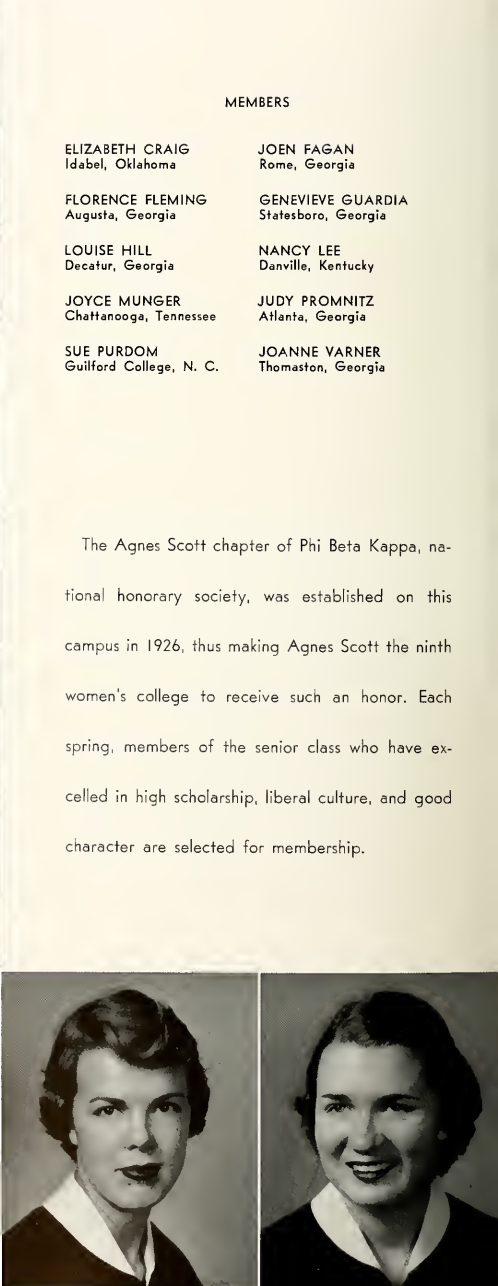 MEMBERS
ELIZABETH CRAIG
Idabel, Oklahoma
FLORENCE FLEMING
Augusta, Georgia
LOUISE HILL
Decatur, Georgia
JOYCE MUNGER
Chattanooga, Tennessee
SUE PURDOM
Guilford College, N. C.
JOEN FAGAN
Rome, Georgia
GENEVIEVE GUARDIA
Statesboro, Georgia
NANCY LEE
Danville, Kentucky
JUDY PROMNITZ
Atlanta, Georgia
JOANNE VARNER
Thomaston, Georgia
The Agnes Scott chapter of Phi Beta Kappa, na-
tional honorary society, was established on this
campus in 1926, thus making Agnes Scott the ninth
women's college to receive such an honor. Each
spring, members of the senior class who have ex-
celled in high scholarship, liberal culture, and good
character are selected for membership.